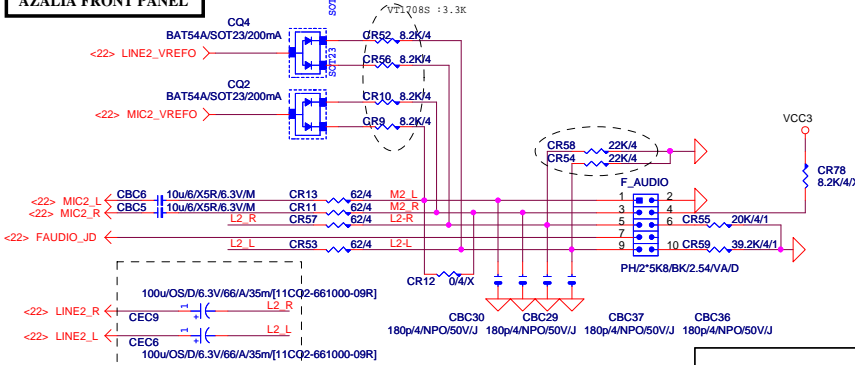 AZALIA FRONT PANEL
SOT
VT1708S :3.3K
CQ4
BAT54A/SOT23/200mA
SOT23
CR52 8.2K/4
<22> LINE2_VREFO
CR56 8.2K/4
CQ2
BAT54A/SOT23/200mA
CR10 8.2K/4
<22> MIC2_VREFO
CR9 8.2K/4
VCC3
CR58 22K/4
CR54 22K/4
CR78
8.2K/4/X
F_AUDIO
<22> MIC2_L CBC6 10u/6/X5R/6.3V/M CR13 62/4 M2_L 1 2
<22> MIC2_R CBC5 10u/6/X5R/6.3V/M CR11 62/4 M2_R 3 4
L2_R CR57 62/4 L2-R 5 6 CR55 20K/4/1
<22> FAUDIO_JD 7
L2_L CR53 62/4 L2-L 9 10 CR59 39.2K/4/1
PH/2*5K8/BK/2.54/VA/D
CR12 0/4/X
100u/OS/D/6.3V/66/A/35m/[11CO2-661000-09R]
<22> LINE2_R 1 + L2_R
CEC9
<22> LINE2_L 1 + L2_L
CEC6
100u/OS/D/6.3V/66/A/35m/[11CO2-661000-09R]
CBC30 CBC29 CBC37 CBC36
180p/4/NPO/50V/J 180p/4/NPO/50V/J 180p/4/NPO/50V/J 180p/4/NPO/50V/J